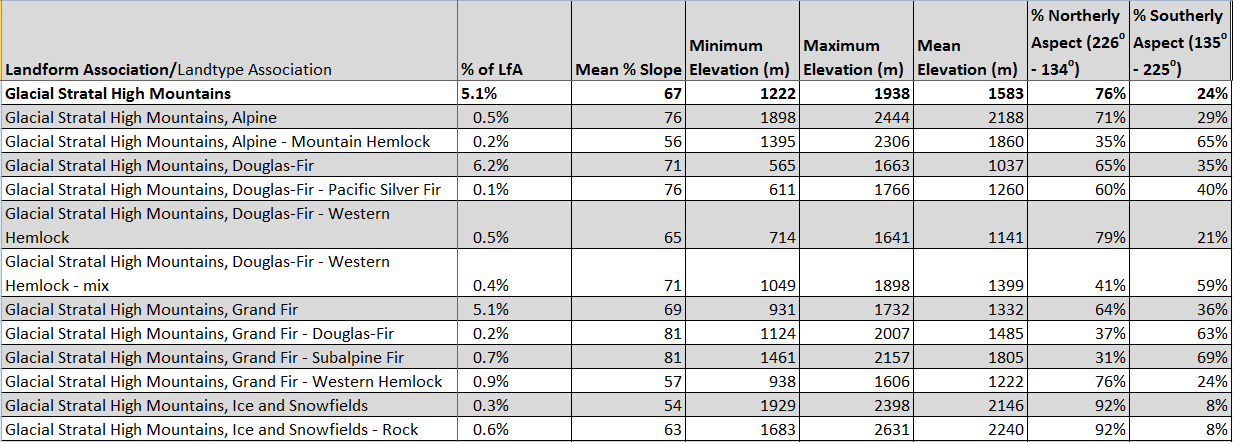 Landform Association/Landtype Association % of LfA Mean % Slope Minimum Elevation (m) Maximum Elevation (m) Mean Elevation (m) % Northerly Aspect (226° - 134°) % Southerly Aspect (135° - 225°)
Glacial Stratal High Mountains 5.1% 67 1222 1938 1583 76% 24%
Glacial Stratal High Mountains, Alpine 0.5% 76 1898 2444 2188 71% 29%
Glacial Stratal High Mountains, Alpine - Mountain Hemlock 0.2% 56 1395 2306 1860 35% 65%
Glacial Stratal High Mountains, Douglas-Fir 6.2% 71 565 1663 1037 65% 35%
Glacial Stratal High Mountains, Douglas-Fir - Pacific Silver Fir 0.1% 76 611 1766 1260 60% 40%
Glacial Stratal High Mountains, Douglas-Fir - Western
Hemlock 0.5% 65 714 1641 1141 79% 21%
Glacial Stratal High Mountains, Douglas-Fir - Western
Hemlock - mix 0.4% 71 1049 1898 1399 41% 59%
Glacial Stratal High Mountains, Grand Fir 5.1% 69 931 1732 1332 64% 36%
Glacial Stratal High Mountains, Grand Fir - Douglas-Fir 0.2% 81 1124 2007 1485 37% 63%
Glacial Stratal High Mountains, Grand Fir - Subalpine Fir 0.7% 81 1461 2157 1805 31% 69%
Glacial Stratal High Mountains, Grand Fir - Western Hemlock 0.9% 57 938 1606 1222 76% 24%
Glacial Stratal High Mountains, Ice and Snowfields 0.3% 54 1929 2398 2146 92% 8%
Glacial Stratal High Mountains, Ice and Snowfields - Rock 0.6% 63 1683 2631 2240 92% 8%